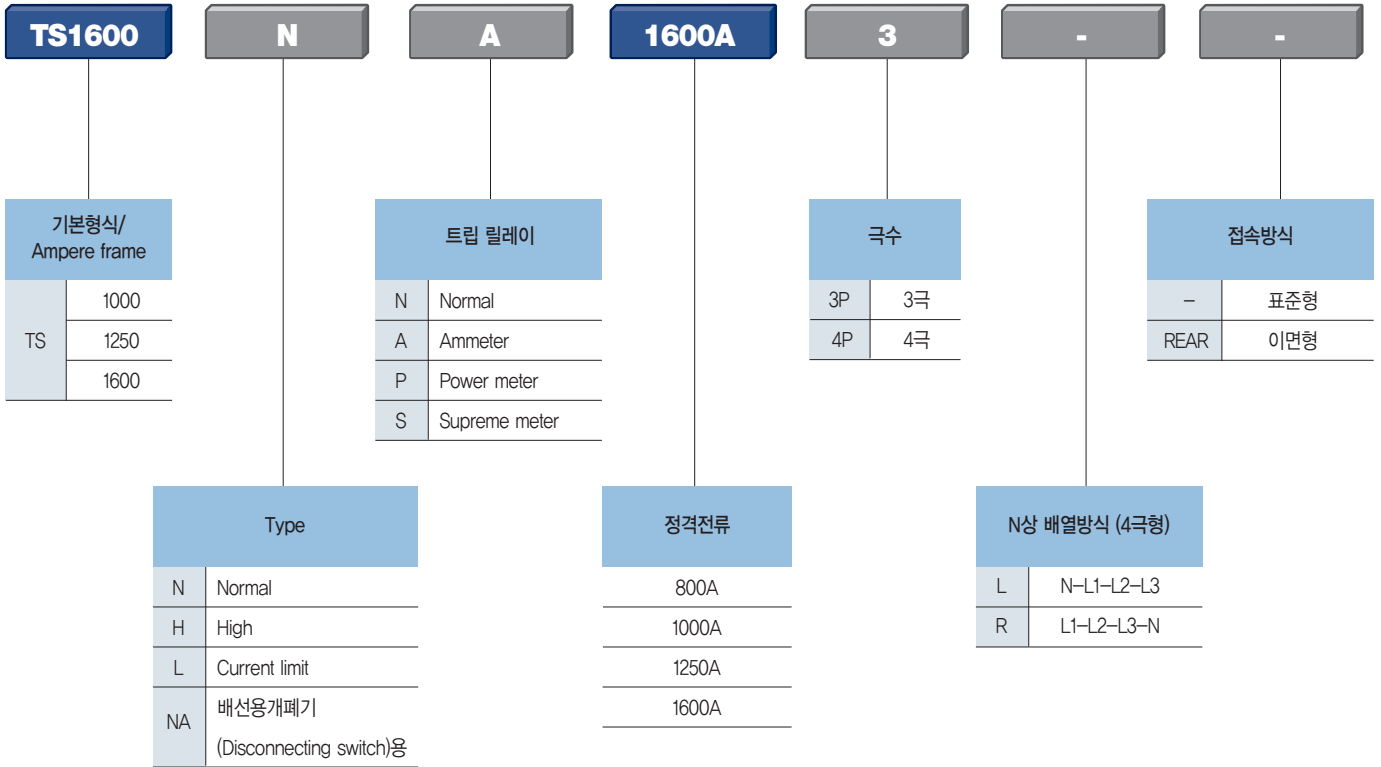 TS1600 N A 1600A 3 - -
기본형식/
Ampere frame
TS
1000
1250
1600
트립 릴레이
N Normal
A Ammeter
P Power meter
S Supreme meter
극수
3P 3극
4P 4극
접속방식
– 표준형
REAR 이면형
Type
N Normal
H High
L Current limit
NA 배선용개폐기
(Disconnecting switch)용
정격전류
800A
1000A
1250A
1600A
N상 배열방식 (4극형)
L N–L1–L2–L3
R L1–L2–L3–N